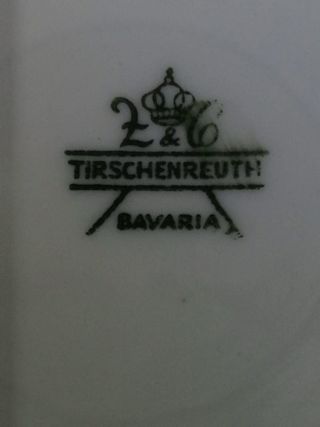 Z & C
TIRSCHENREUTH
BAVARIA